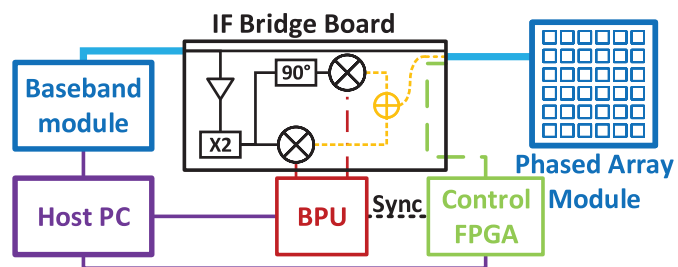 IF Bridge Board
Baseband
module
90°
X2
Phased Array
Module
Host PC
BPU
Sync
Control
FPGA